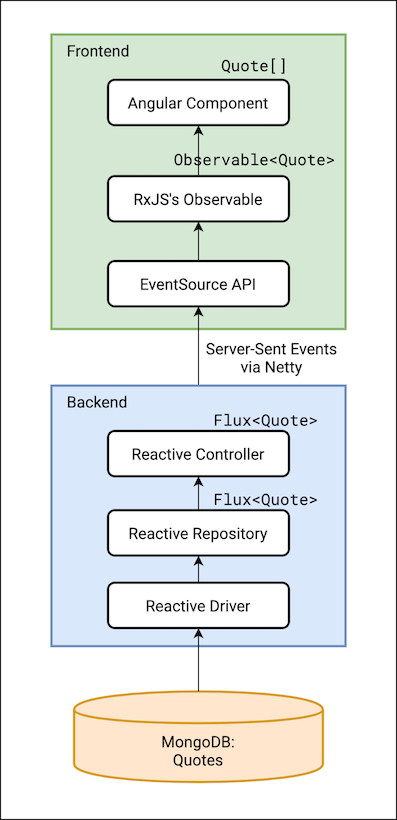 Frontend
Quote[]
Angular Component
Observable<Quote>
RxJS's Observable
EventSource API
Server-Sent Events
via Netty
Backend
Flux<Quote>
Reactive Controller
Flux<Quote>
Reactive Repository
Reactive Driver
MongoDB:
Quotes